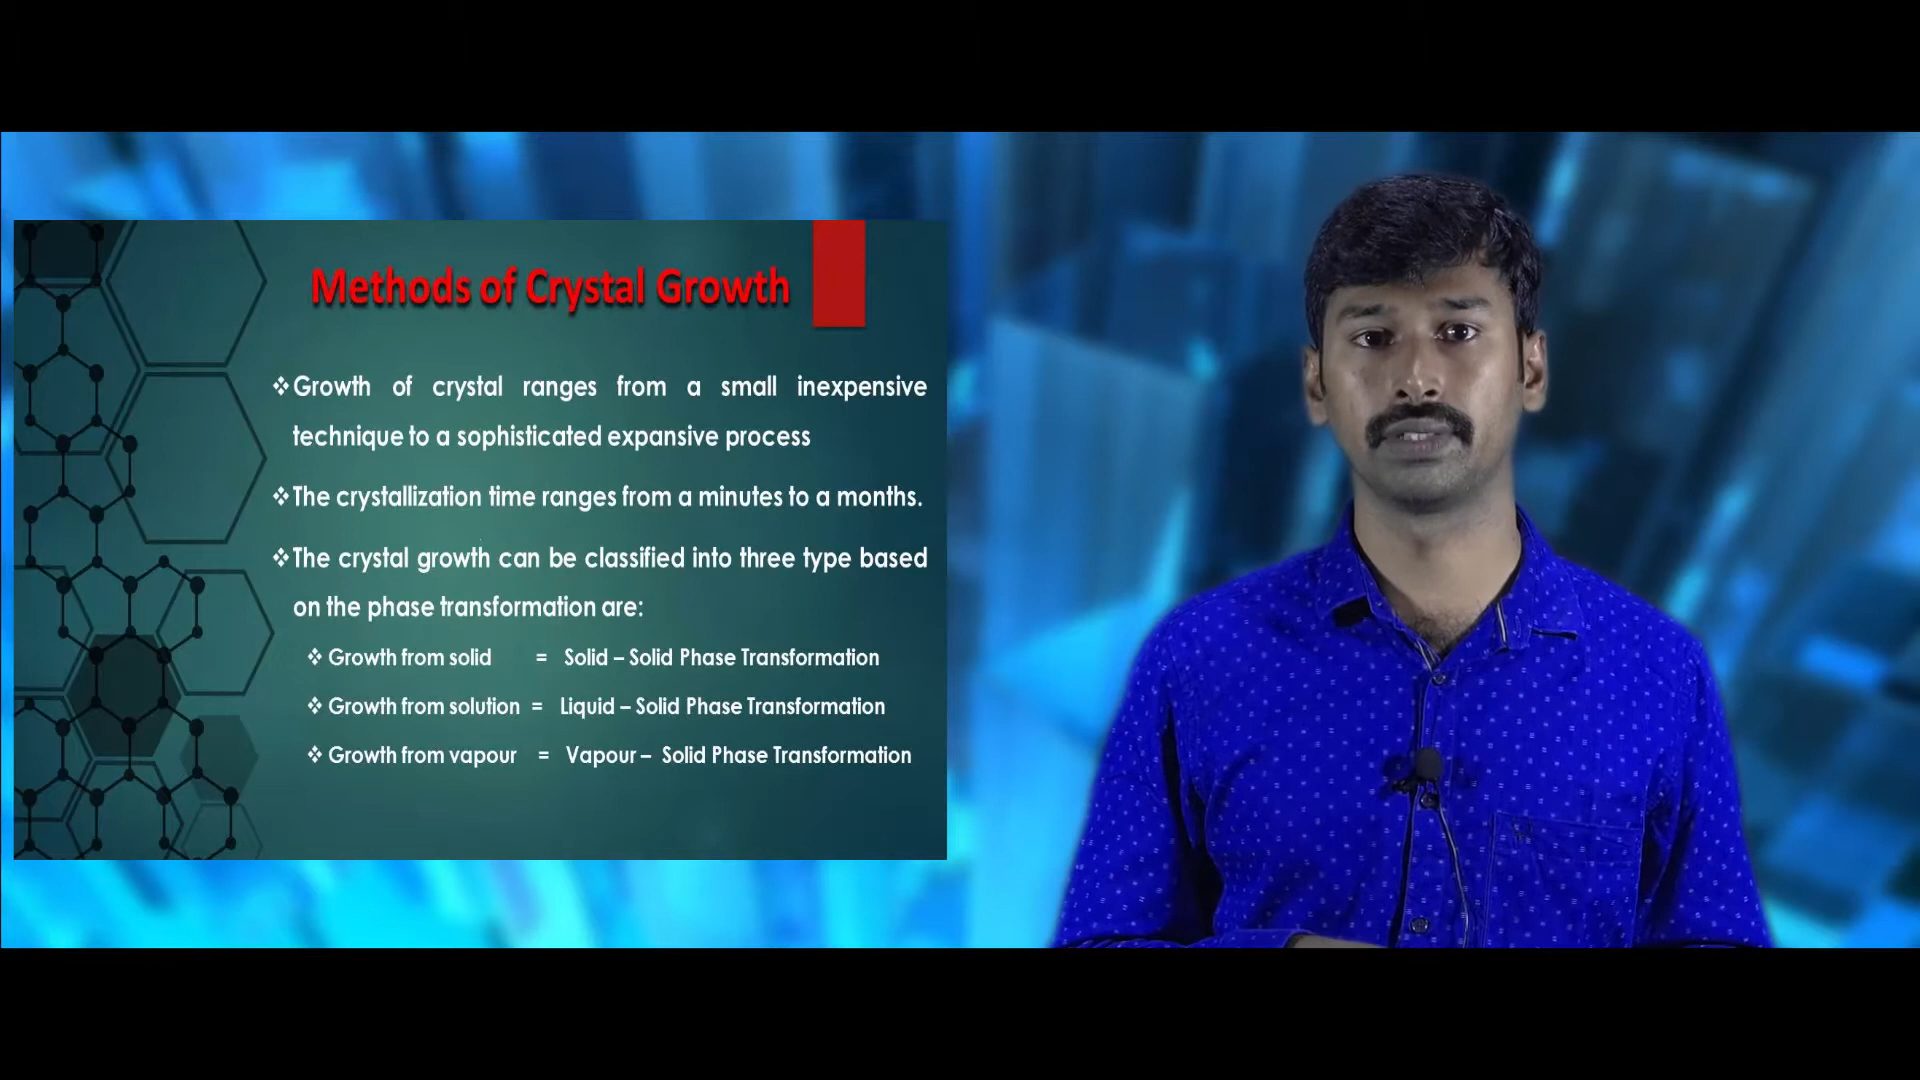 Methods of Crystal Growth
❖Growth of crystal ranges from a small inexpensive
technique to a sophisticated expansive process
❖The crystallization time ranges from a minutes to a months.
❖The crystal growth can be classified into three type based
on the phase transformation are:
❖ Growth from solid = Solid – Solid Phase Transformation
❖ Growth from solution = Liquid – Solid Phase Transformation
❖ Growth from vapour = Vapour – Solid Phase Transformation